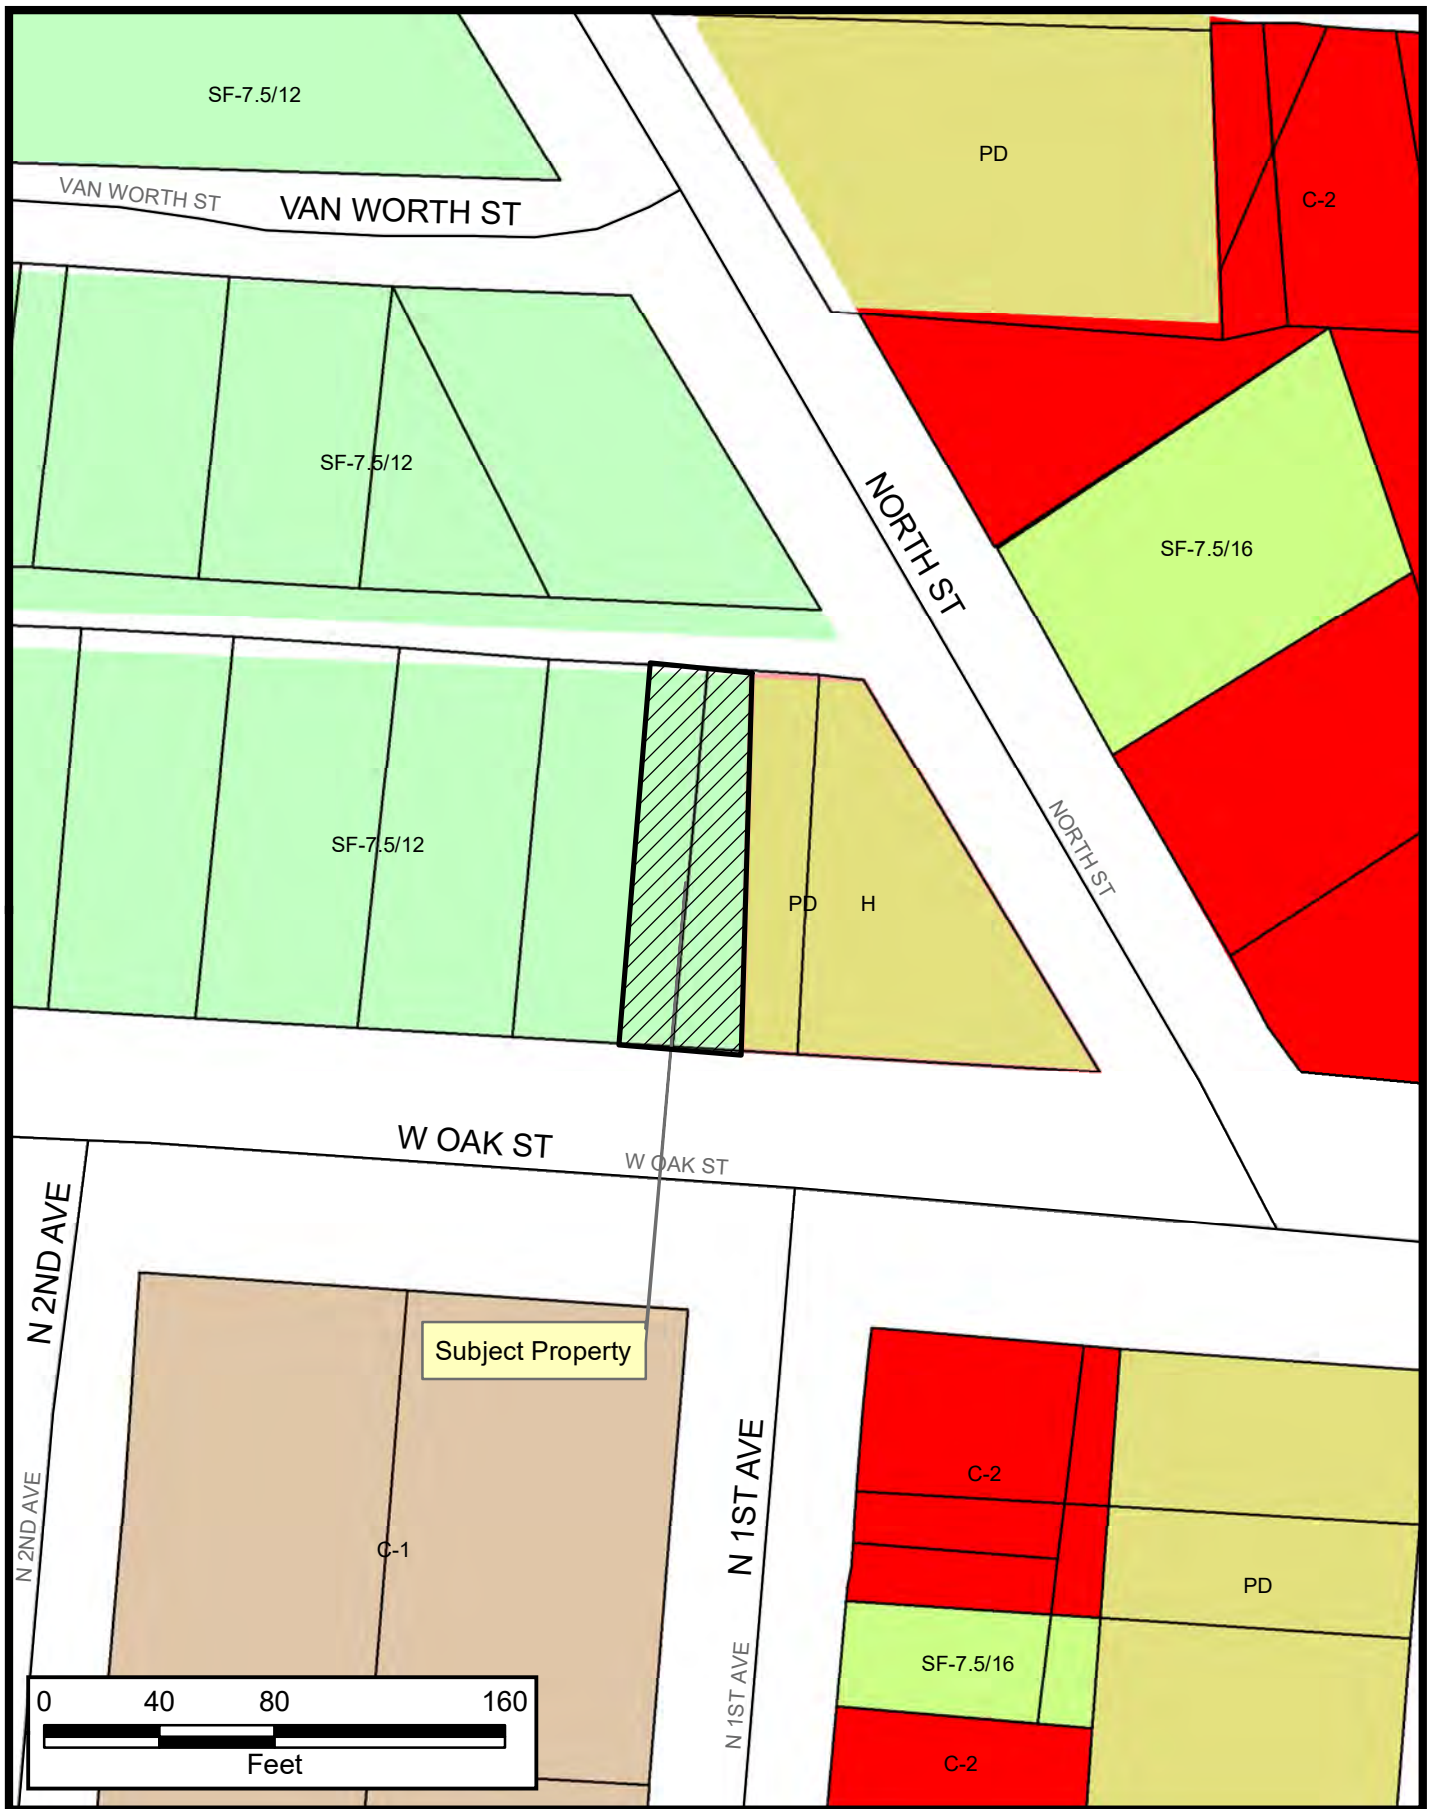 SF-7.5/12
PD
VAN WORTH ST
VAN WORTH ST
C-2
SF-7.5/12
NORTH ST
SF-7.5/16
SF-7.5/12
NORTH ST
PD
H
W OAK ST
W OAK ST
N 2ND AVE
Subject Property
C-2
N 1ST AVE
N 2ND AVE
C-1
PD
SF-7.5/16
N 1ST AVE
0 40 80 160
Feet
C-2